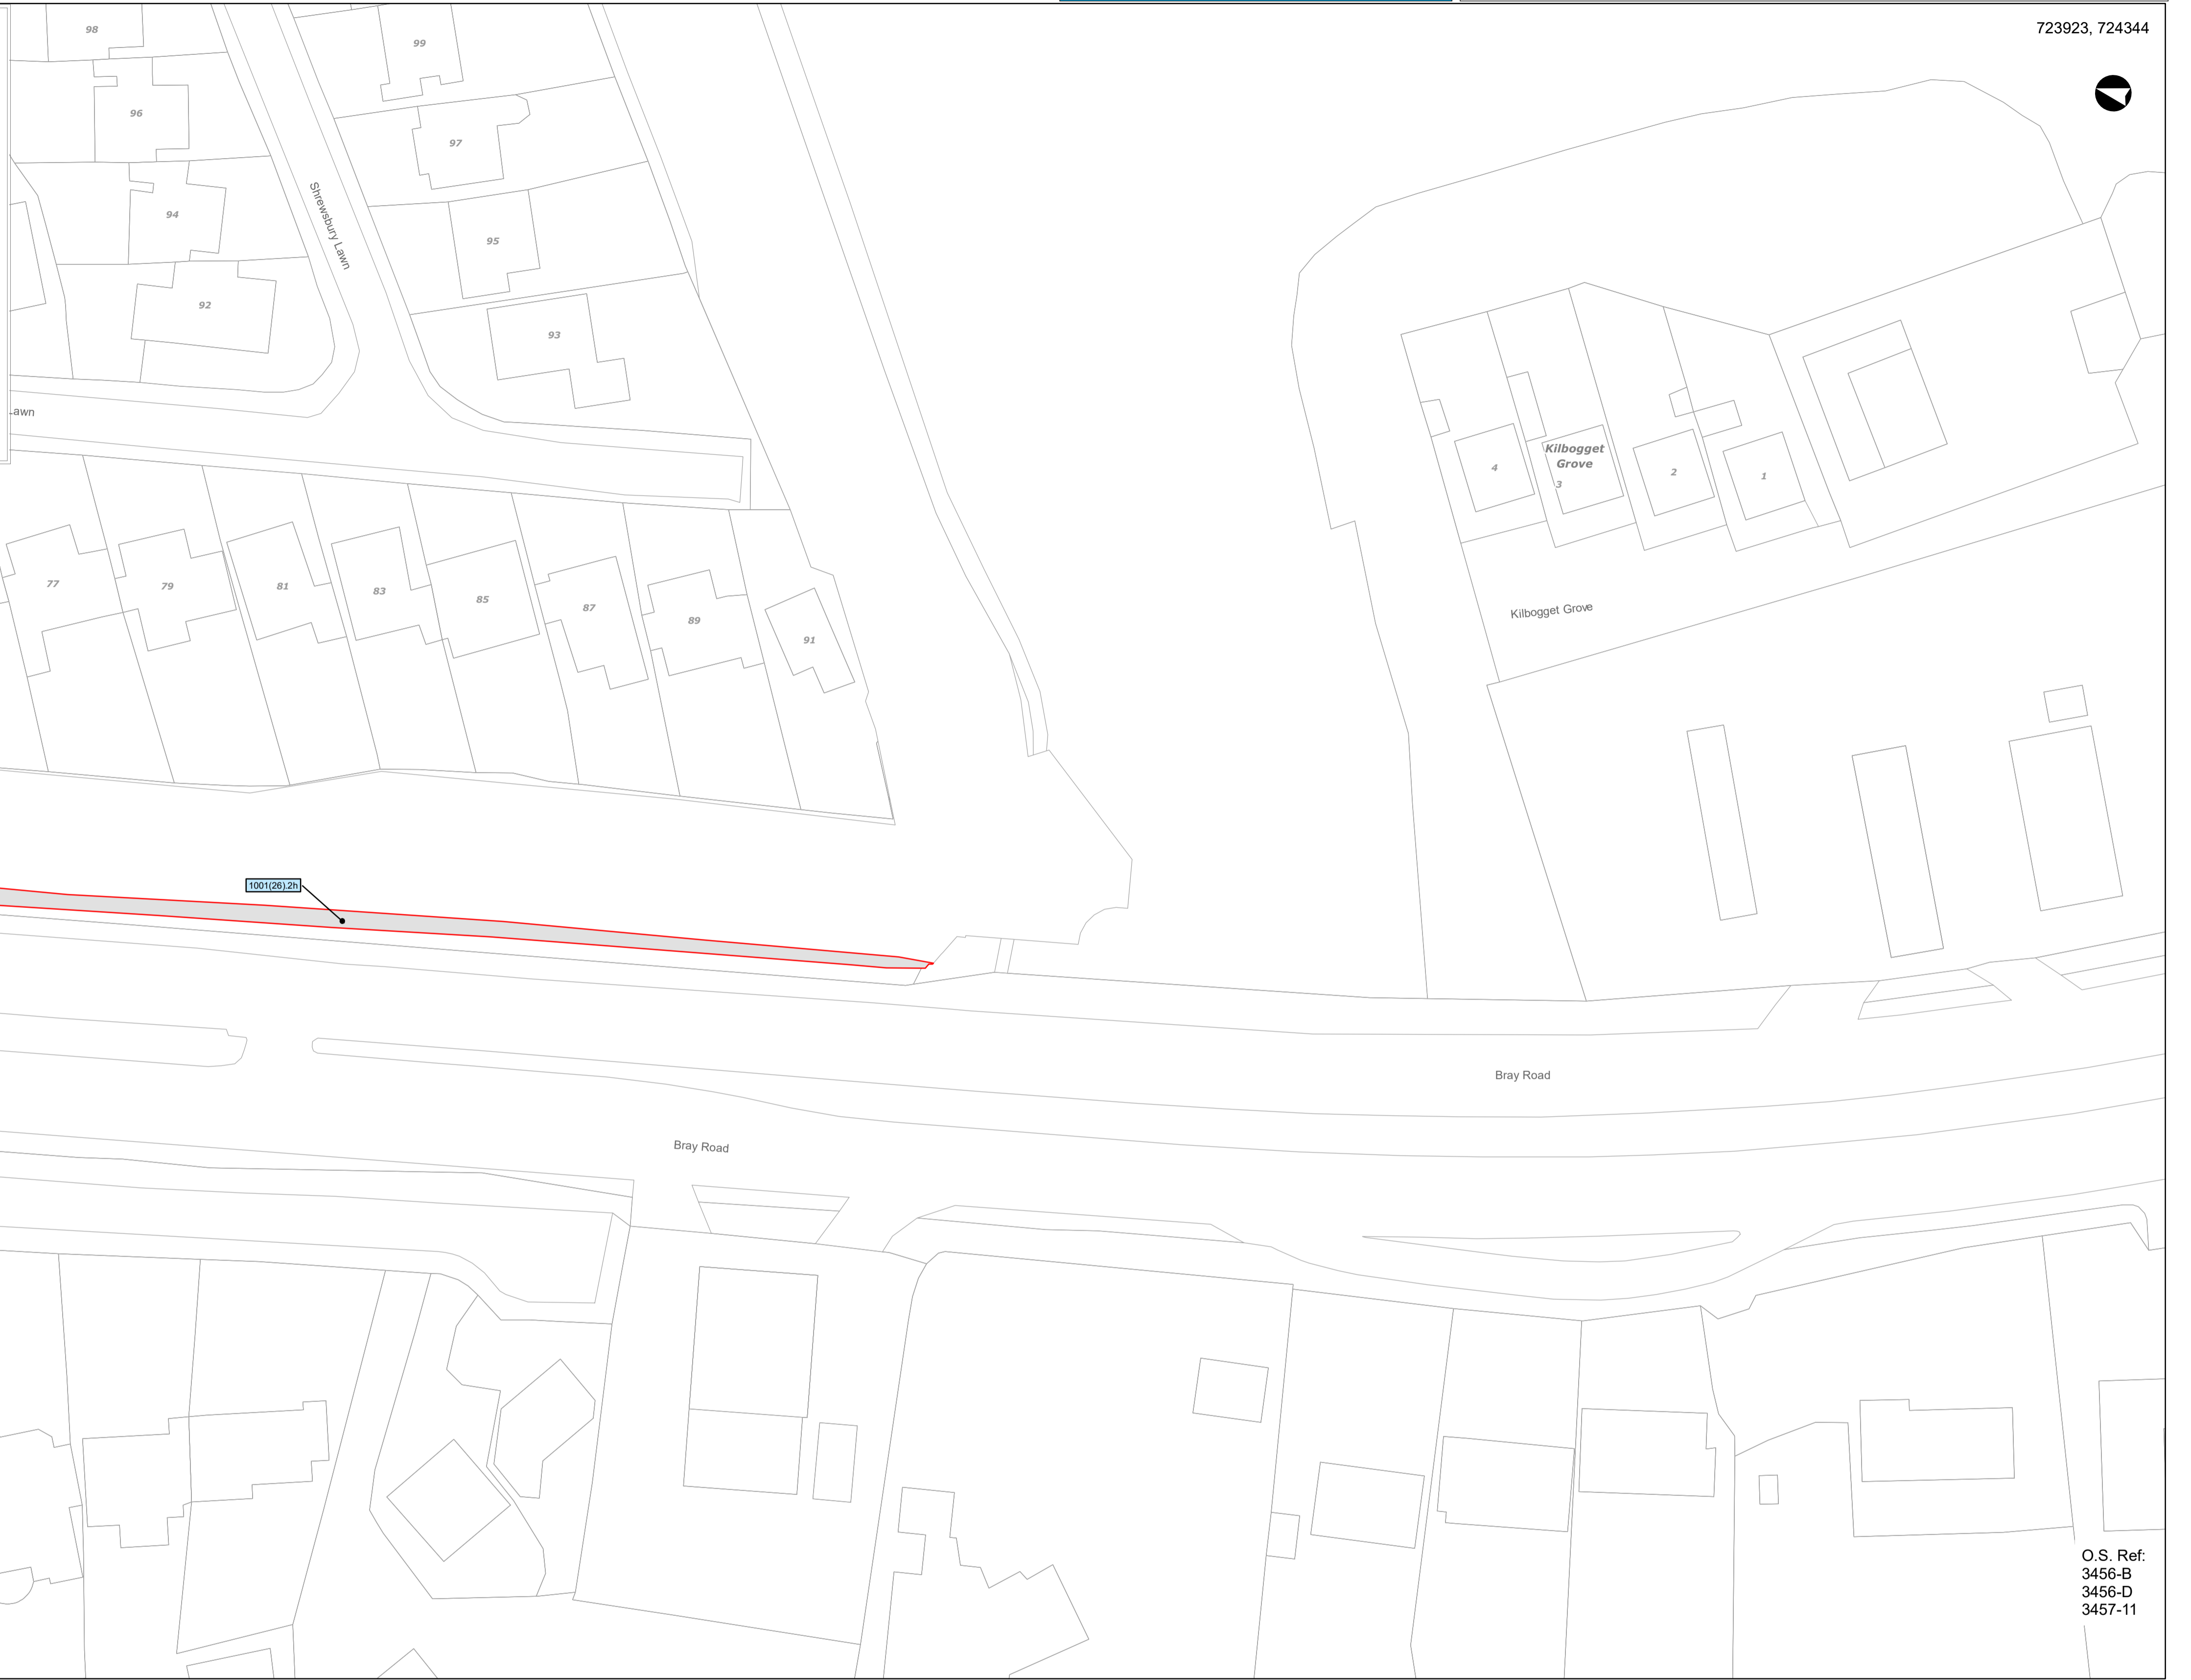 723923, 724344
98
99
96
97
Shrewsbury Lawn
94
95
92
93
Lawn
Kilbogget
Grove
4
3
2
1
77
79
81
83
85
87
89
91
Kilbogget Grove
1001(26).2h
Bray Road
Bray Road
O.S. Ref:
3456-B
3456-D
3457-11